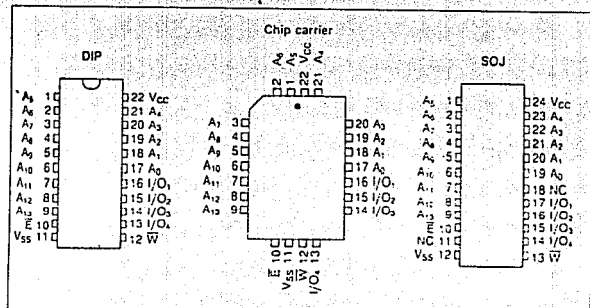 Chip carrier
DIP
SOJ
A₅ 1 22 VCC
A₆ 2 21 A₄
A₇ 3 20 A₃
A₈ 4 19 A₂
A₉ 5 18 A₁
A₁₀ 6 17 A₀
A₁₁ 7 16 I/O₁
A₁₂ 8 15 I/O₂
A₁₃ 9 14 I/O₃
E̅ 10 13 I/O₄
VSS 11 12 W̅
A₆ A₅ VCC A₄
2 1 22 21
A₇ 3 20 A₃
A₈ 4 19 A₂
A₉ 5 18 A₁
A₁₀ 6 17 A₀
A₁₁ 7 16 I/O₁
A₁₂ 8 15 I/O₂
A₁₃ 9 14 I/O₃
10 11 12 13
E̅ VSS W̅ I/O₄
A₅ 1 24 VCC
A₆ 2 23 A₄
A₇ 3 22 A₃
A₈ 4 21 A₂
A₉ 5 20 A₁
A₁₀ 6 19 A₀
A₁₁ 7 18 NC
A₁₂ 8 17 I/O₁
A₁₃ 9 16 I/O₂
E̅ 10 15 I/O₃
NC 11 14 I/O₄
VSS 12 13 W̅